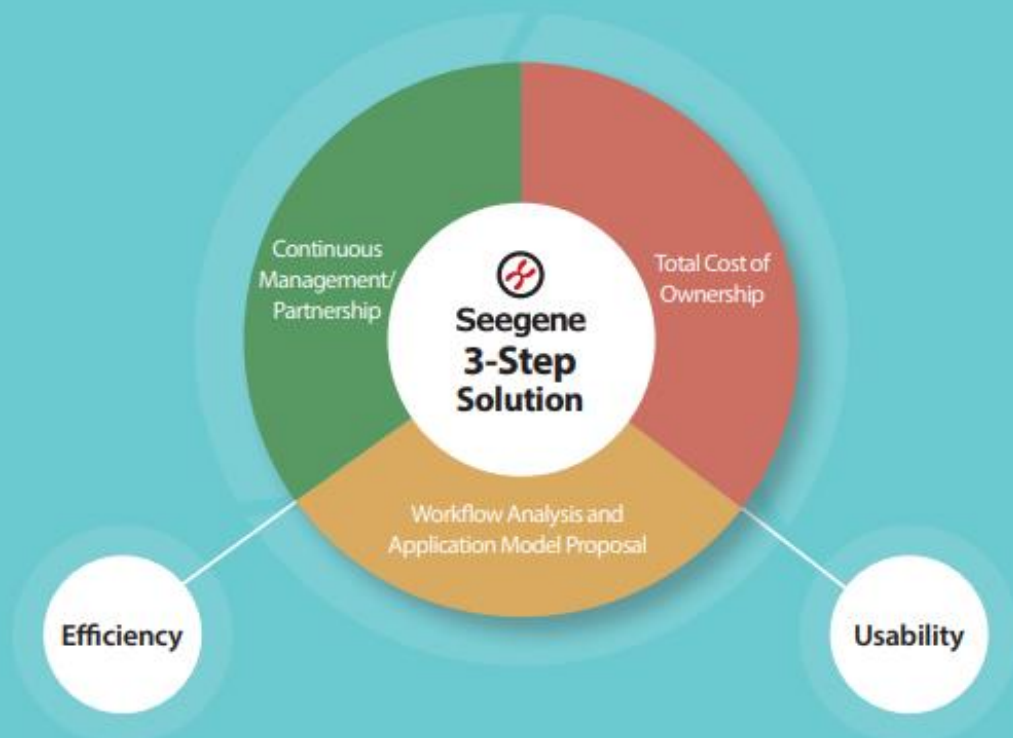 Continuous
Management/
Partnership
Total Cost of
Ownership
Seegene
3-Step
Solution
Workflow Analysis and
Application Model Proposal
Efficiency
Usability